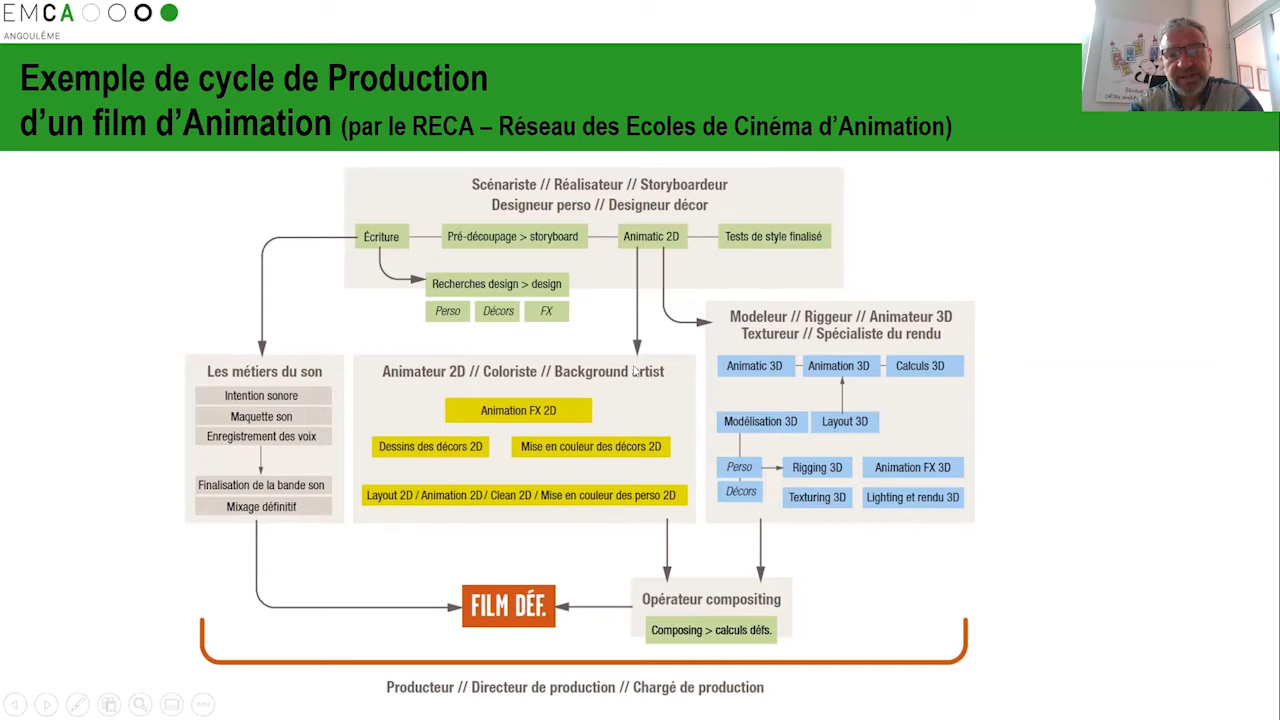 EMCA
ANGOULÊME
Exemple de cycle de Production
d'un film d'Animation (par le RECA – Réseau des Ecoles de Cinéma d'Animation)
Scénariste // Réalisateur // Storyboardeur
Designeur perso // Designeur décor
Écriture
Pré-découpage > storyboard
Animatic 2D
Tests de style finalisé
Recherches design > design
Perso
Décors
FX
Les métiers du son
Intention sonore
Maquette son
Enregistrement des voix
Finalisation de la bande son
Mixage définitif
Animateur 2D // Coloriste // Background artist
Animation FX 2D
Dessins des décors 2D
Mise en couleur des décors 2D
Layout 2D / Animation 2D / Clean 2D / Mise en couleur des perso 2D
Modeleur // Riggeur // Animateur 3D
Textureur // Spécialiste du rendu
Animatic 3D
Animation 3D
Calculs 3D
Modélisation 3D
Layout 3D
Perso
Rigging 3D
Animation FX 3D
Décors
Texturing 3D
Lighting et rendu 3D
FILM DÉF.
Opérateur compositing
Composing > calculs défs.
Producteur // Directeur de production // Chargé de production